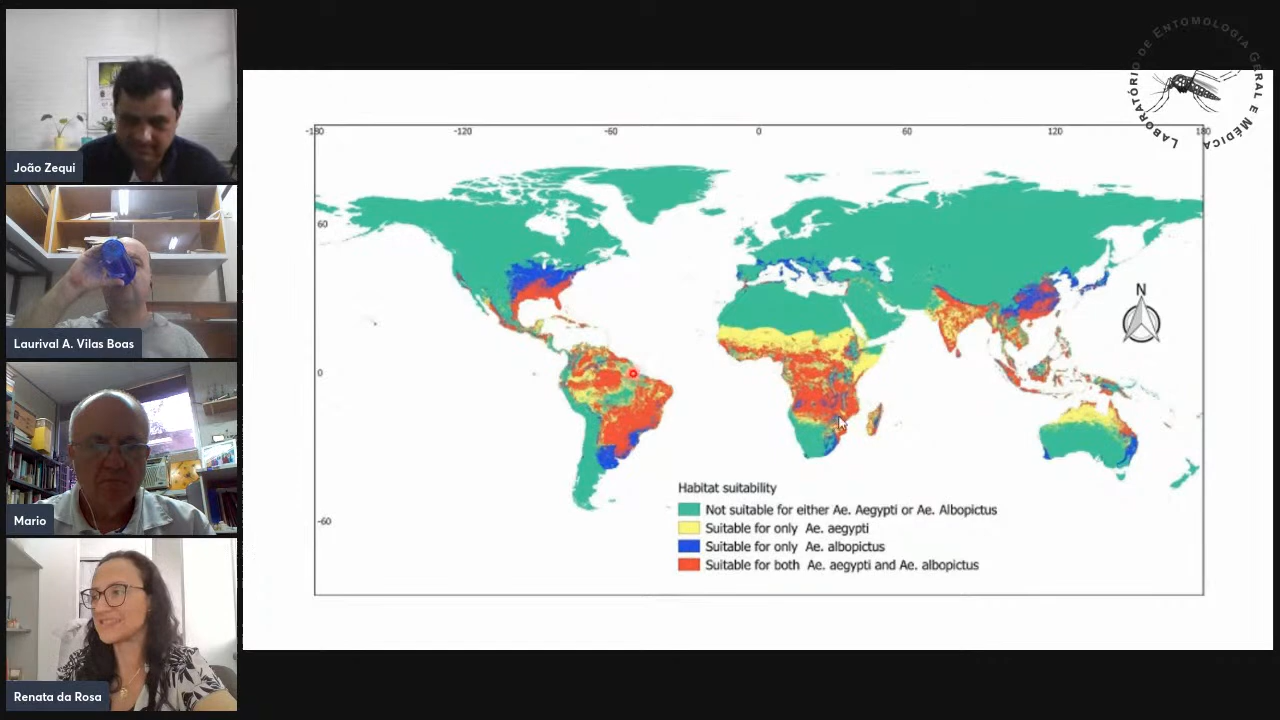 João Zequi
Laurival A. Vilas Boas
Mario
Renata da Rosa
LABORATÓRIO DE ENTOMOLOGIA GERAL E MÉDICA
-180
-120
-60
0
60
120
180
60
0
-60
N
Habitat suitability
Not suitable for either Ae. Aegypti or Ae. Albopictus
Suitable for only Ae. aegypti
Suitable for only Ae. albopictus
Suitable for both Ae. aegypti and Ae. albopictus